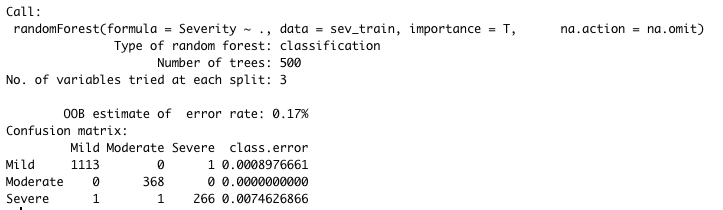 Call:
 randomForest(formula = Severity ~ ., data = sev_train, importance = T,      na.action = na.omit)
               Type of random forest: classification
                     Number of trees: 500
No. of variables tried at each split: 3

        OOB estimate of  error rate: 0.17%
Confusion matrix:
         Mild Moderate Severe  class.error
Mild     1113        0      1 0.0008976661
Moderate    0      368      0 0.0000000000
Severe      1        1    266 0.0074626866